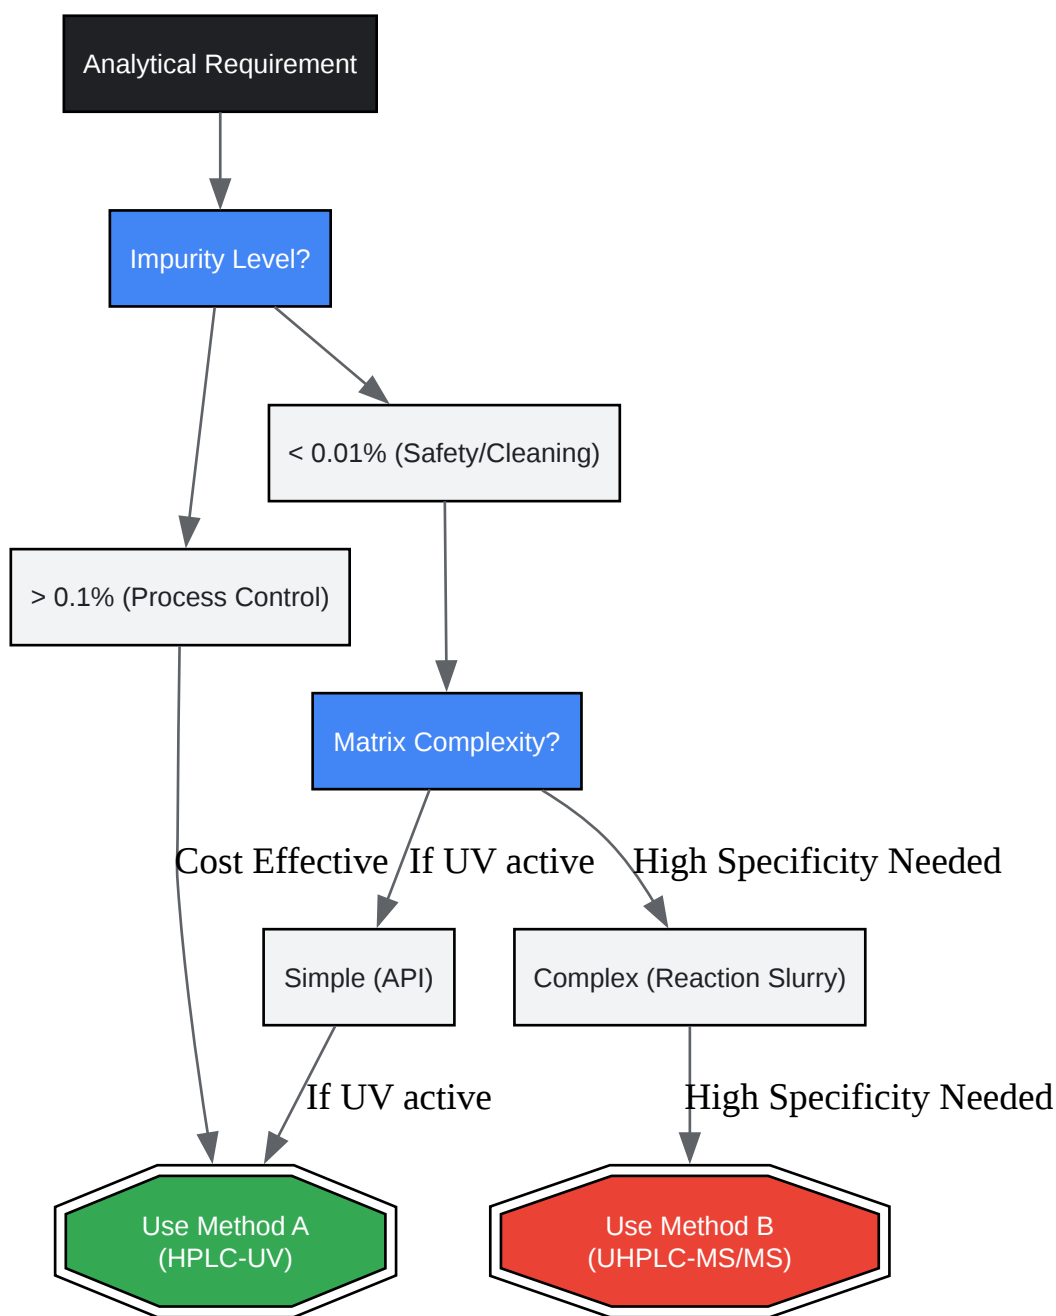 Analytical Requirement
Impurity Level?
< 0.01% (Safety/Cleaning)
> 0.1% (Process Control)
Matrix Complexity?
Cost Effective
If UV active
High Specificity Needed
Simple (API)
Complex (Reaction Slurry)
If UV active
High Specificity Needed
Use Method A
(HPLC-UV)
Use Method B
(UHPLC-MS/MS)